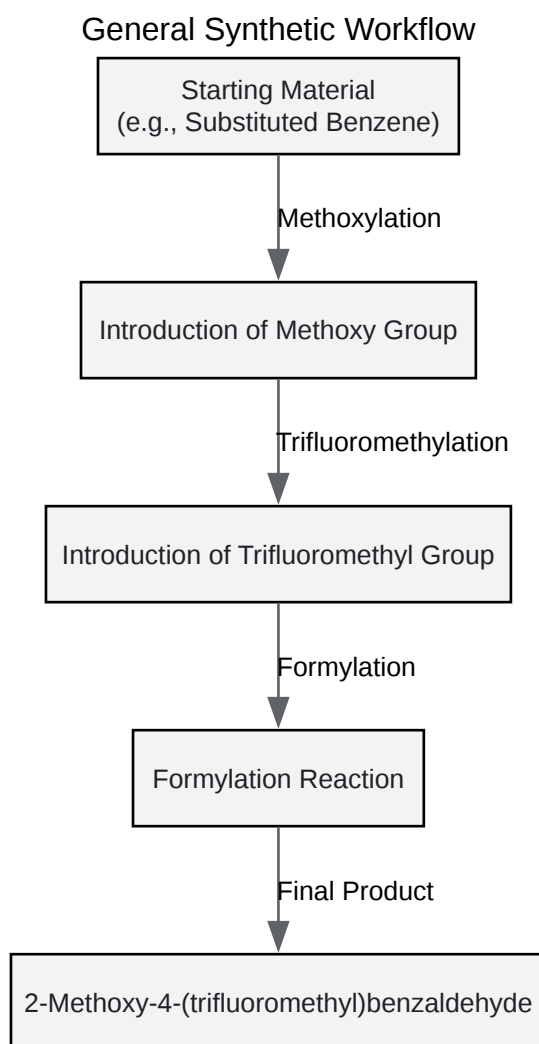 General Synthetic Workflow
Starting Material
(e.g., Substituted Benzene)
Methoxylation
Introduction of Methoxy Group
Trifluoromethylation
Introduction of Trifluoromethyl Group
Formylation
Formylation Reaction
Final Product
2-Methoxy-4-(trifluoromethyl)benzaldehyde